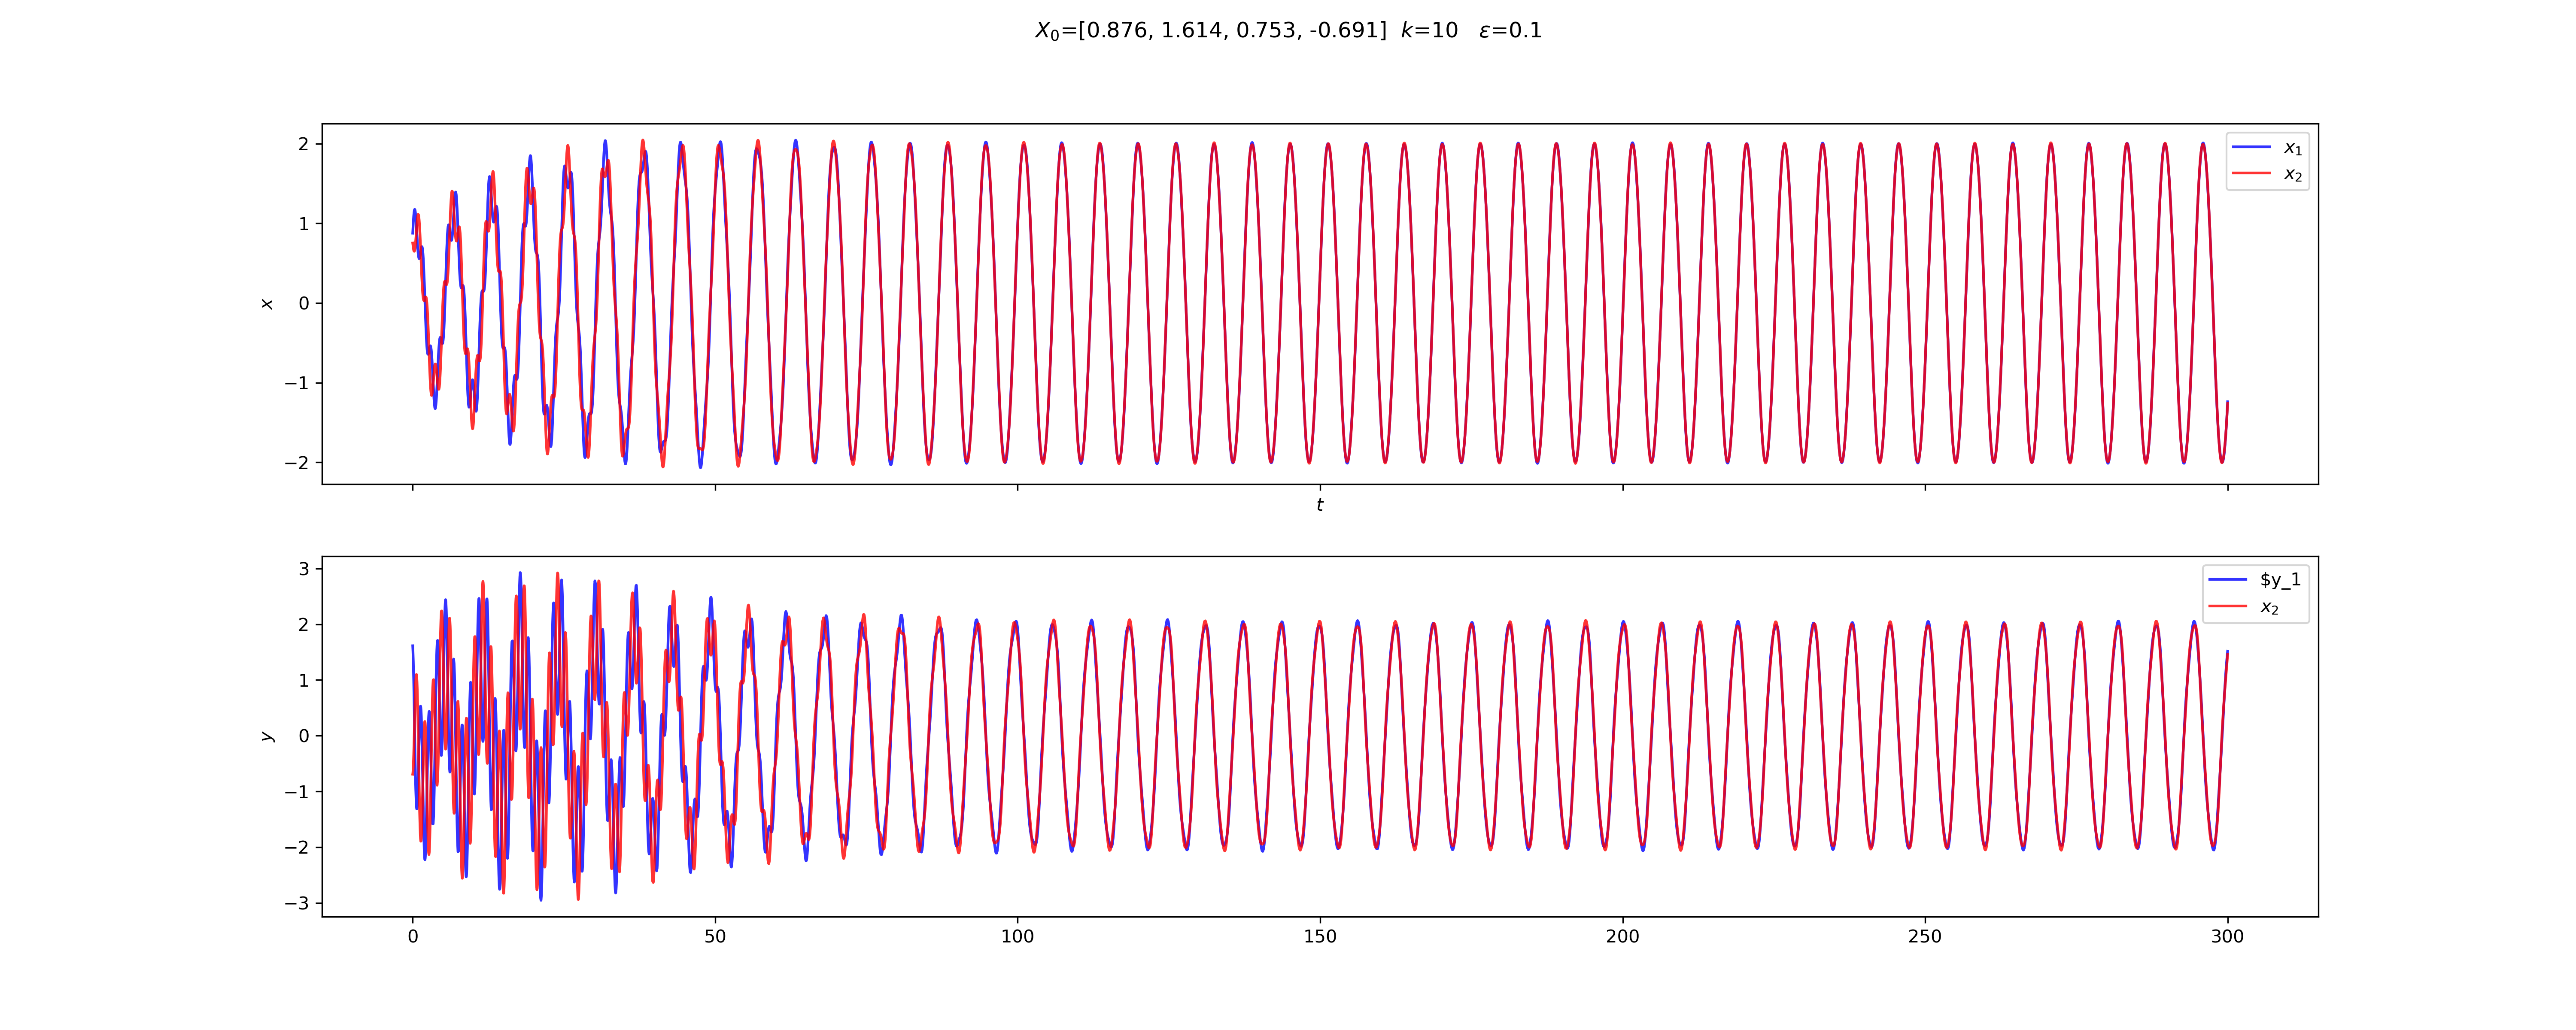 X₀=[0.876, 1.614, 0.753, -0.691] k=10 ε=0.1
2
1
0
−1
−2
x
x₁
x₂
t
3
2
1
0
−1
−2
−3
y
$y_1
x₂
0 50 100 150 200 250 300